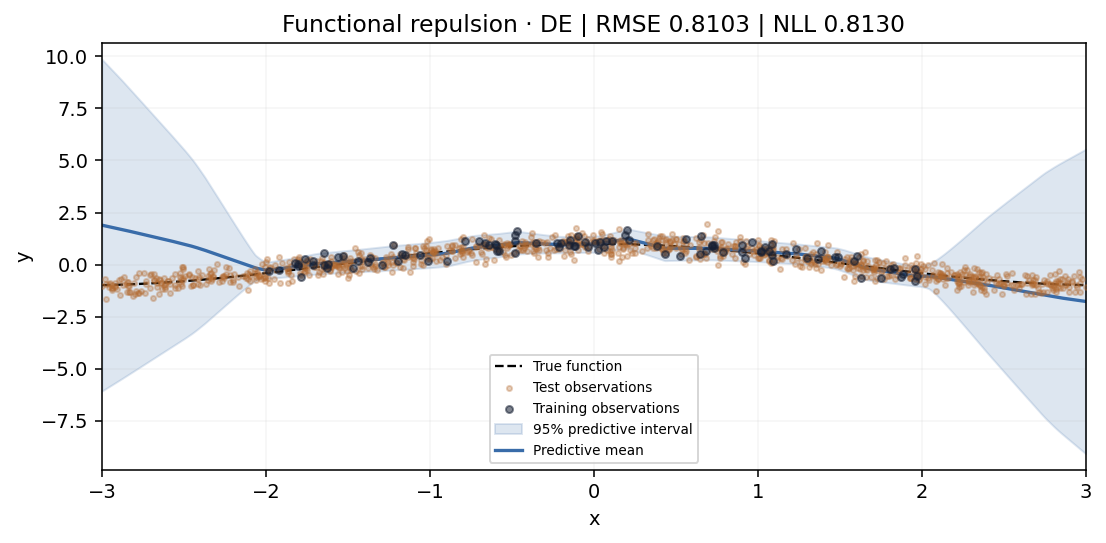 Functional repulsion · DE | RMSE 0.8103 | NLL 0.8130
10.0
7.5
5.0
2.5
0.0
−2.5
−5.0
−7.5
y
True function
Test observations
Training observations
95% predictive interval
Predictive mean
−3 −2 −1 0 1 2 3
x